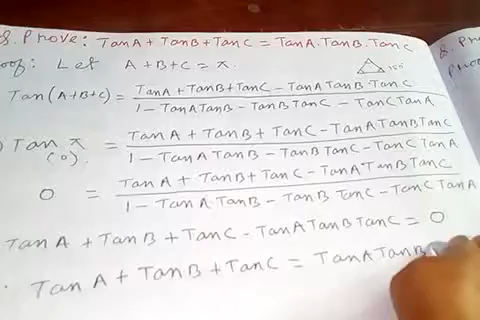 8. Prove: TanA + TanB + TanC = TanA.TanB.TanC
oof: Let A+B+C = π.
Tan(A+B+C) = TanA + TanB + TanC - TanA TanB.TanC
1 - TanA TanB - TanB TanC - TanC TanA
Tan π = TanA + TanB + TanC - TanA TanB TanC
(0) 1 - TanA TanB - TanB TanC - TanC TanA
0 = TanA + TanB + TanC - TanA TanB TanC
1 - TanA TanB - TanB TanC - TanC TanA
TanA + TanB + TanC - TanA TanB TanC = 0
TanA + TanB + TanC = TanA TanB